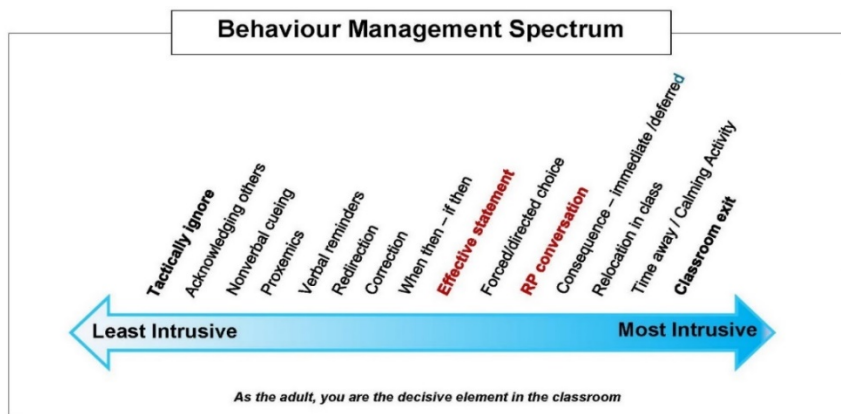 Behaviour Management Spectrum
Tactically ignore
Acknowledging others
Nonverbal cueing
Proxemics
Verbal reminders
Redirection
Correction
When then – if then
Effective statement
Forced/directed choice
RP conversation
Consequence – immediate /deferred
Relocation in class
Time away / Calming Activity
Classroom exit
Least Intrusive
Most Intrusive
As the adult, you are the decisive element in the classroom